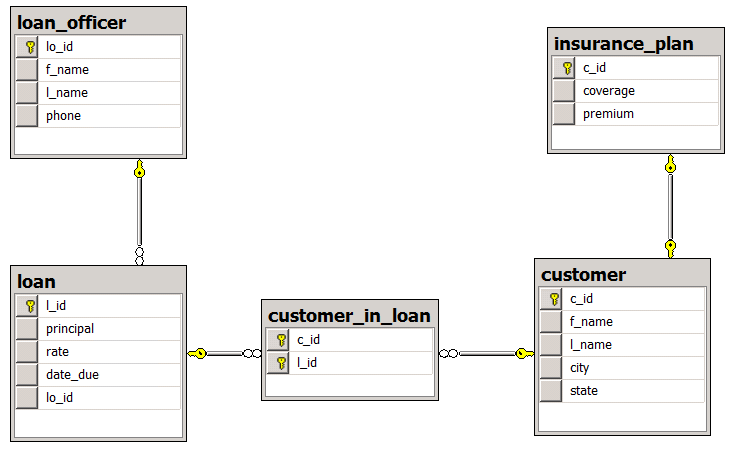 loan_officer
lo_id
f_name
l_name
phone
insurance_plan
c_id
coverage
premium
loan
l_id
principal
rate
date_due
lo_id
customer_in_loan
c_id
l_id
customer
c_id
f_name
l_name
city
state